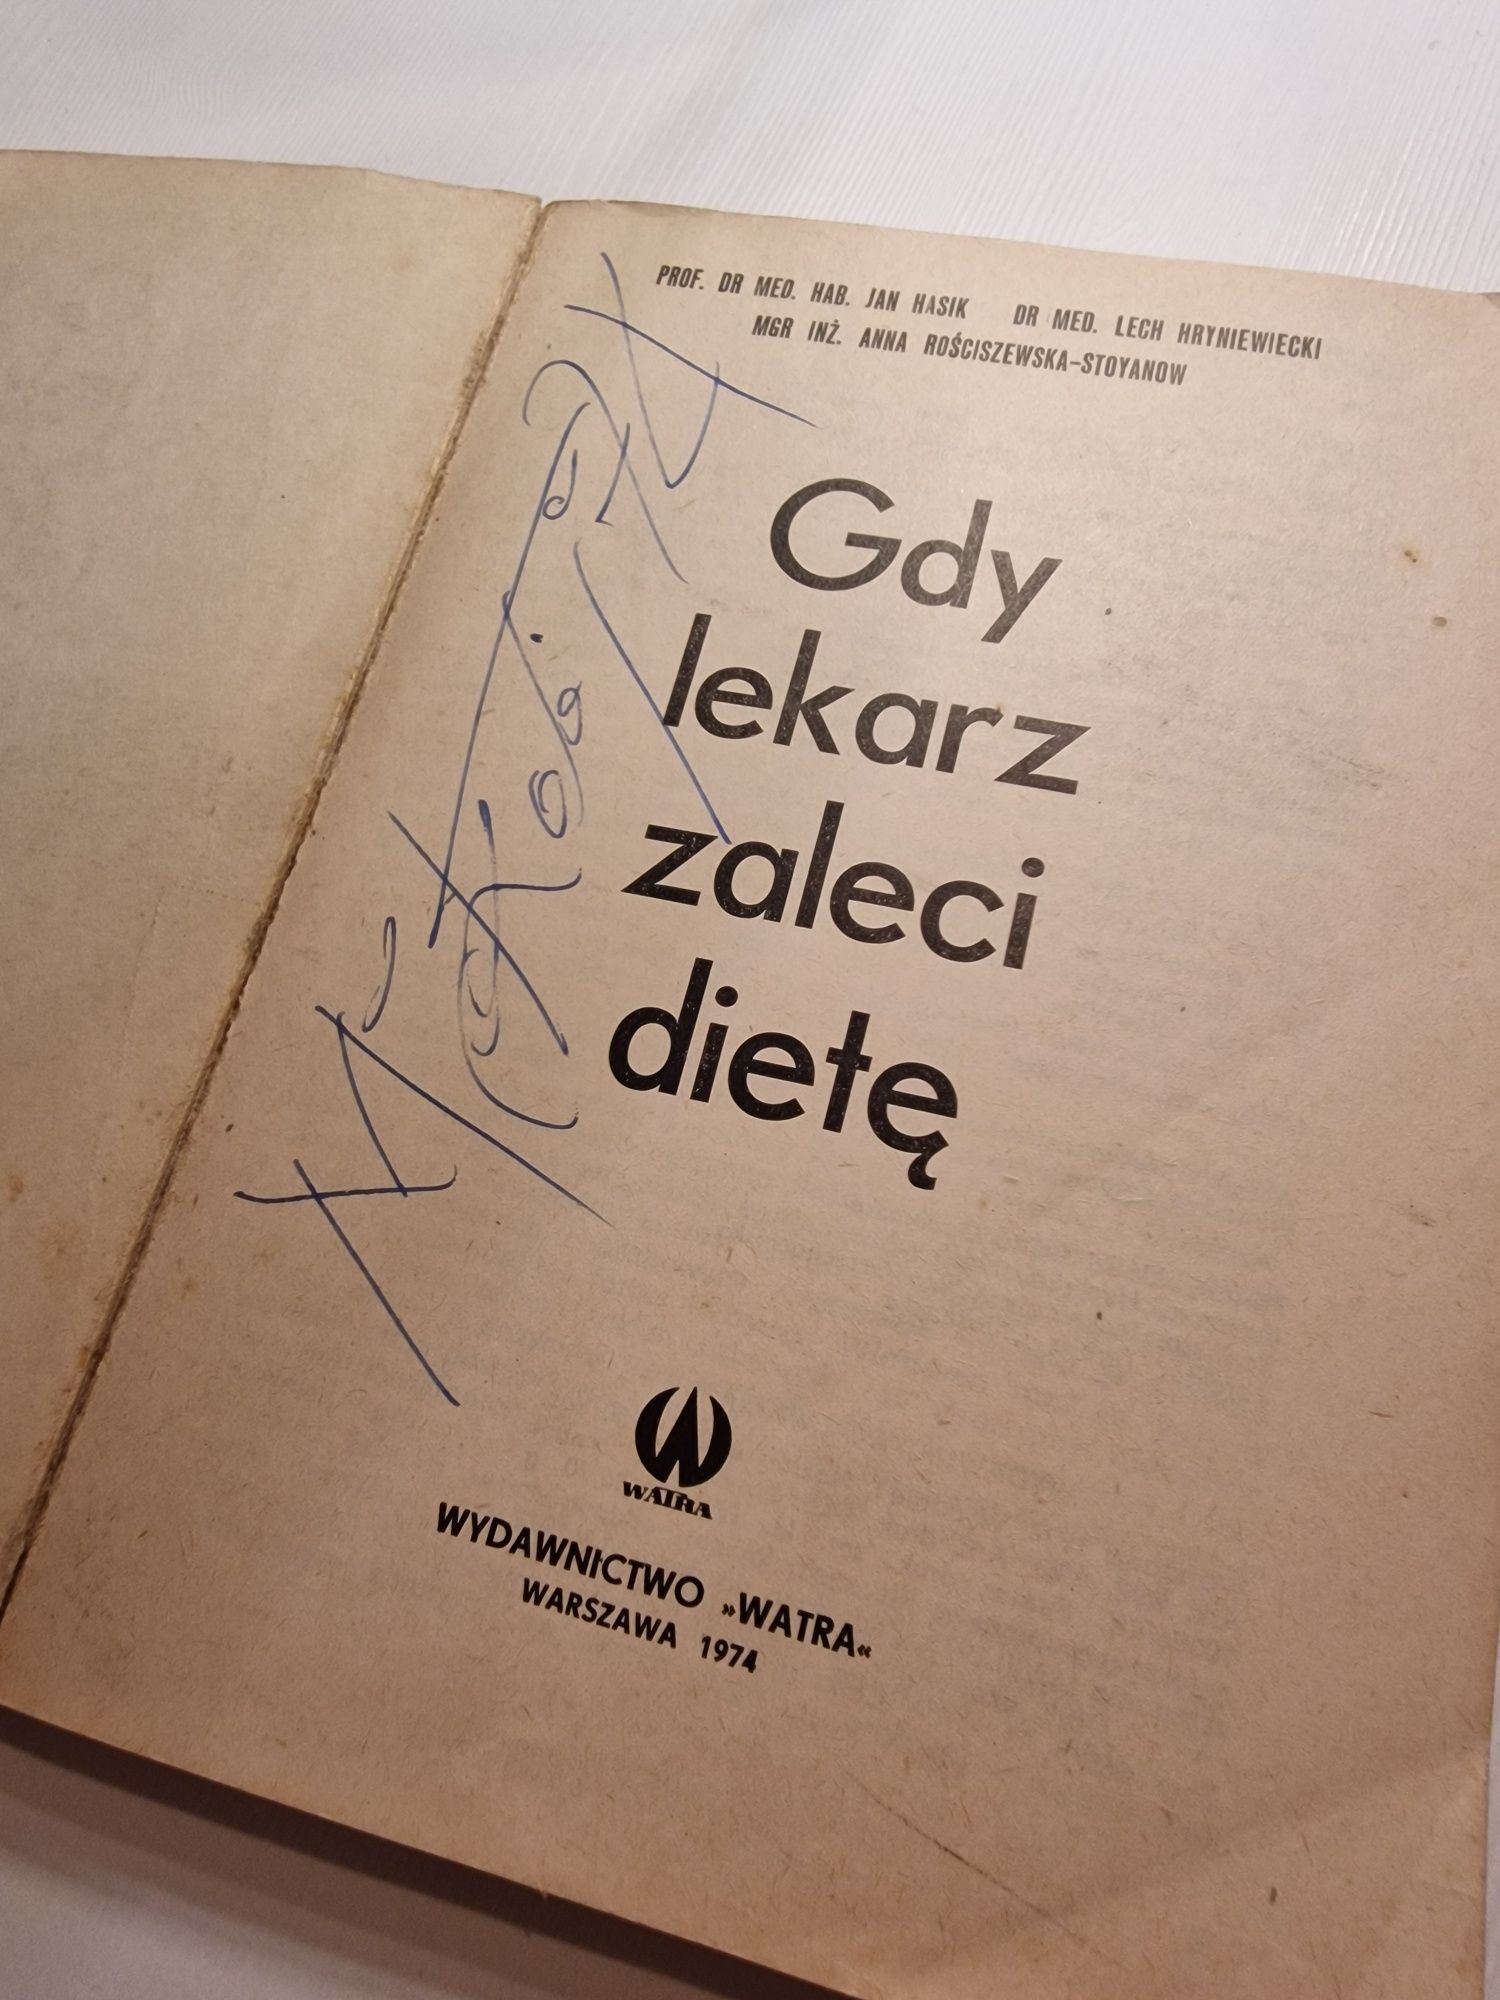 PROF. DR MED. HAB. JAN HASIK DR MED. LECH HRYNIEWIECKI
MGR INŻ. ANNA ROŚCISZEWSKA-STOYANOW
Gdy
lekarz
zaleci
dietę
WATRA
WYDAWNICTWO »WATRA«
WARSZAWA 1974